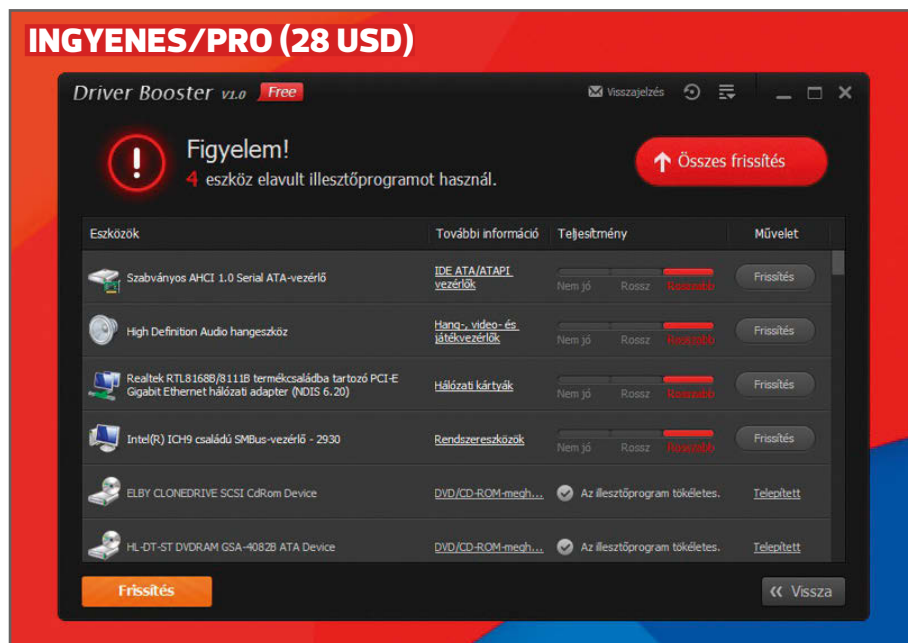 INGYENES/PRO (28 USD)
Driver Booster V1.0 Free
Visszajelzés
Figyelem!
4 eszköz elavult illesztőprogramot használ.
Összes frissítés
Eszközök További információ Teljesítmény Művelet
Szabványos AHCI 1.0 Serial ATA-vezérlő
IDE ATA/ATAPI
vezérlők
Nem jó Rossz Rosszabb
Frissítés
High Definition Audio hangeszköz
Hang-, video- és
játékvezérlők
Nem jó Rossz Rosszabb
Frissítés
Realtek RTL8168B/8111B termékcsaládba tartozó PCI-E
Gigabit Ethernet hálózati adapter (NDIS 6.20)
Hálózati kártyák
Nem jó Rossz Rosszabb
Frissítés
Intel(R) ICH9 családú SMBus-vezérlő - 2930
Rendszereszközök
Nem jó Rossz Rosszabb
Frissítés
ELBY CLONEDRIVE SCSI CdRom Device
DVD/CD-ROM-megh...
Az illesztőprogram tökéletes.
Telepített
HL-DT-ST DVDRAM GSA-4082B ATA Device
DVD/CD-ROM-megh...
Az illesztőprogram tökéletes.
Telepített
Frissítés
Vissza